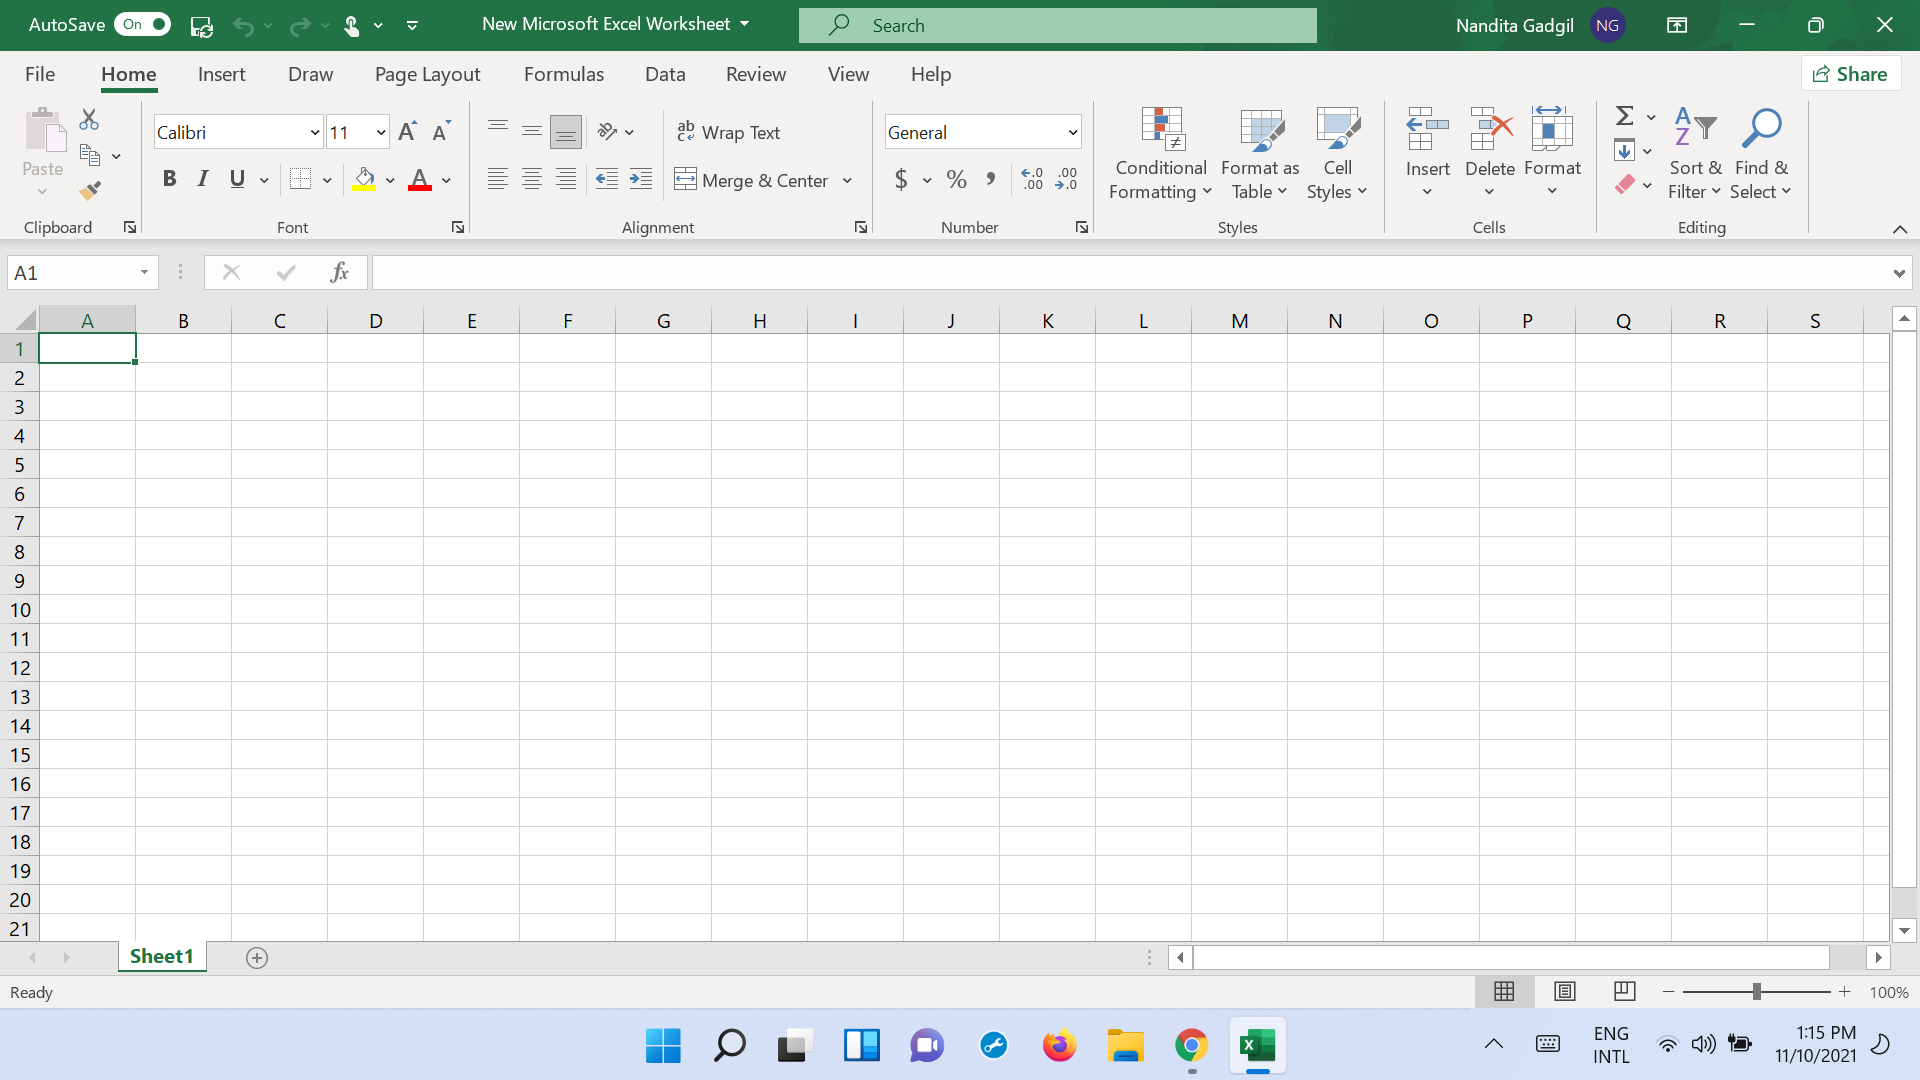 AutoSave On New Microsoft Excel Worksheet Search Nandita Gadgil NG
File Home Insert Draw Page Layout Formulas Data Review View Help Share
Paste
Clipboard
Calibri 11 A A
B I U A
Font
ab
c
Wrap Text
Merge & Center
Alignment
General
$ % , .0 .00 .00 .0
Number
Conditional
Formatting
Format as
Table
Cell
Styles
Styles
Insert Delete Format
Cells
Σ
A
Z
Sort &
Filter
Find &
Select
Editing
A1 fx
A B C D E F G H I J K L M N O P Q R S
1
2
3
4
5
6
7
8
9
10
11
12
13
14
15
16
17
18
19
20
21
Sheet1
Ready 100%
ENG
INTL
1:15 PM
11/10/2021